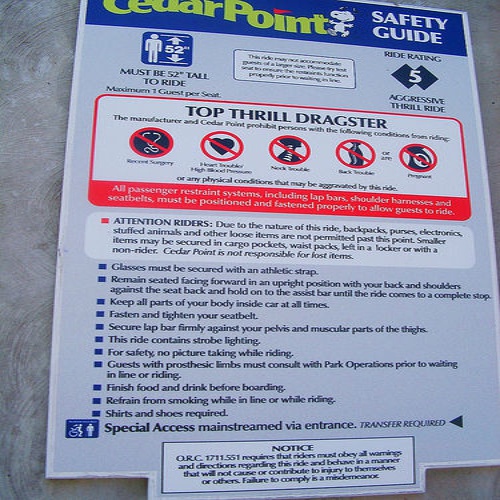 CedarPoint
SAFETY
GUIDE
52"
MUST BE 52" TALL
TO RIDE
Maximum 1 Guest per Seat.
This ride may not accommodate
guests of a larger size. Please try test
seat to ensure the restraints function
properly prior to waiting in line.
RIDE RATING
5
AGGRESSIVE
THRILL RIDE
TOP THRILL DRAGSTER
The manufacturer and Cedar Point prohibit persons with the following conditions from riding:
Recent Surgery
Heart Trouble/
High Blood Pressure
Neck Trouble
Back Trouble
or
are
Pregnant
or any physical conditions that may be aggravated by this ride.
All passenger restraint systems, including lap bars, shoulder harnesses and
seatbelts, must be positioned and fastened properly to allow guests to ride.
ATTENTION RIDERS: Due to the nature of this ride, backpacks, purses, electronics,
stuffed animals and other loose items are not permitted past this point. Smaller
items may be secured in cargo pockets, waist packs, left in a locker or with a
non-rider. Cedar Point is not responsible for lost items.
Glasses must be secured with an athletic strap.
Remain seated facing forward in an upright position with your back and shoulders
against the seat back and hold on to the assist bar until the ride comes to a complete stop.
Keep all parts of your body inside car at all times.
Fasten and tighten your seatbelt.
Secure lap bar firmly against your pelvis and muscular parts of the thighs.
This ride contains strobe lighting.
For safety, no picture taking while riding.
Guests with prosthesic limbs must consult with Park Operations prior to waiting
in line or riding.
Finish food and drink before boarding.
Refrain from smoking while in line or while riding.
Shirts and shoes required.
Special Access mainstreamed via entrance. TRANSFER REQUIRED
NOTICE
O.R.C. 1711.551 requires that riders must obey all warnings
and directions regarding this ride and behave in a manner
that will not cause or contribute to injury to themselves
or others. Failure to comply is a misdemeanor.